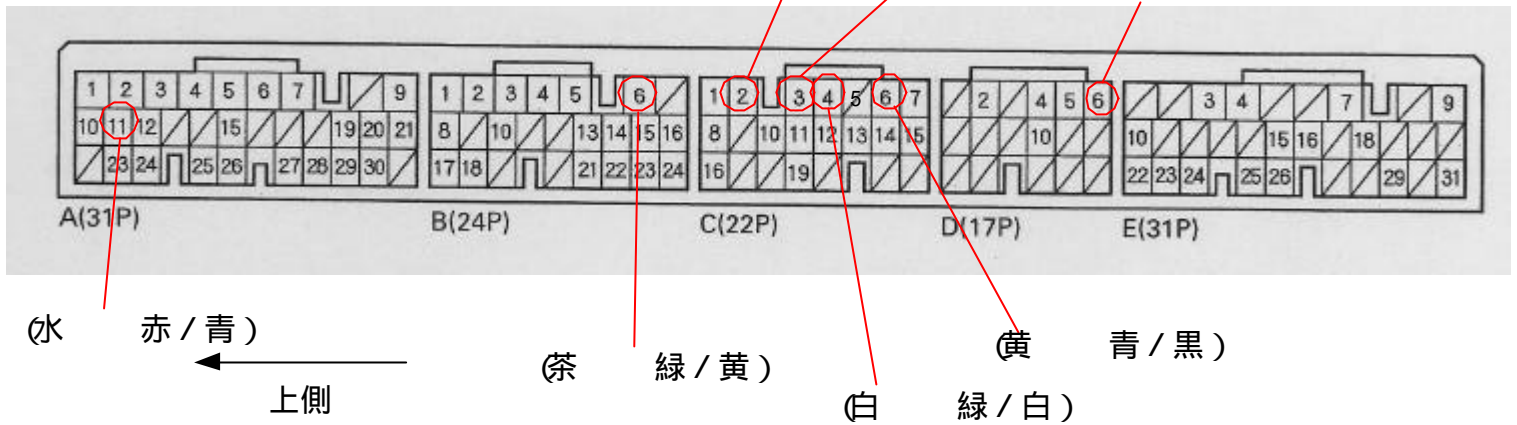 1 2 3 4 5 6 7 9
10 11 12 15 19 20 21
23 24 25 26 27 28 29 30
A(31P)
1 2 3 4 5 6
8 10 13 14 15 16
17 18 21 22 23 24
B(24P)
1 2 3 4 5 6 7
8 10 11 12 13 14 15
16 19
C(22P)
2 4 5 6
10
D(17P)
3 4 7 9
10 15 16 18
22 23 24 25 26 29 31
E(31P)
(水 赤/青)
(茶 緑/黄)
(黄 青/黒)
上側
(白 緑/白)